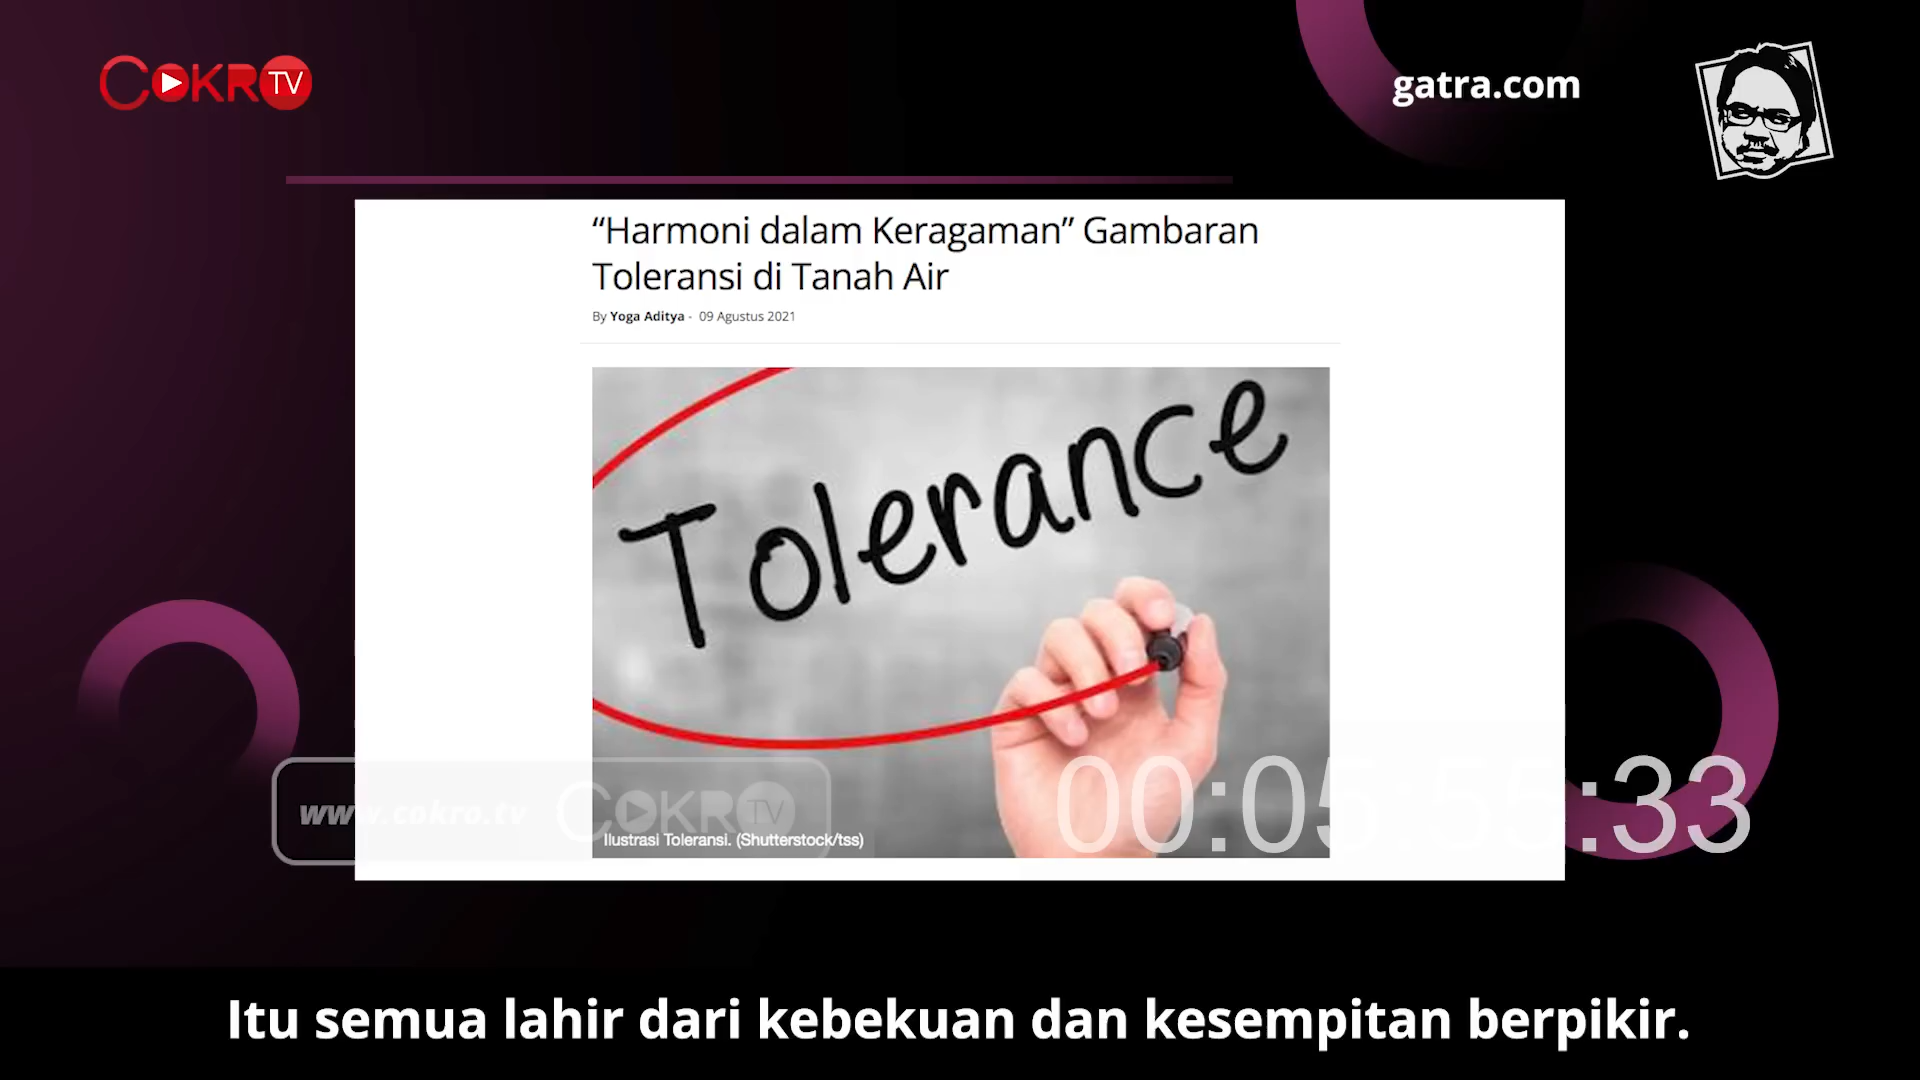 COKRO TV
gatra.com
“Harmoni dalam Keragaman” Gambaran
Toleransi di Tanah Air
By Yoga Aditya - 09 Agustus 2021
Tolerance
www.cokro.tv COKRO TV
00:05:55:33
Ilustrasi Toleransi. (Shutterstock/tss)
Itu semua lahir dari kebekuan dan kesempitan berpikir.